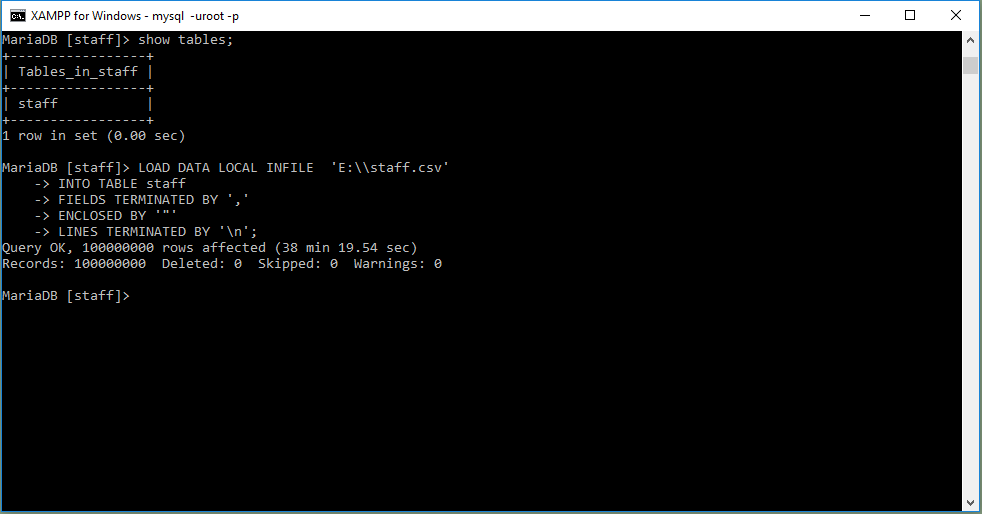 XAMPP for Windows - mysql  -uroot -p
MariaDB [staff]> show tables;
+-----------------+
| Tables_in_staff |
+-----------------+
| staff           |
+-----------------+
1 row in set (0.00 sec)

MariaDB [staff]> LOAD DATA LOCAL INFILE  'E:\\staff.csv'
    -> INTO TABLE staff
    -> FIELDS TERMINATED BY ','
    -> ENCLOSED BY '"'
    -> LINES TERMINATED BY '\n';
Query OK, 100000000 rows affected (38 min 19.54 sec)
Records: 100000000  Deleted: 0  Skipped: 0  Warnings: 0

MariaDB [staff]>